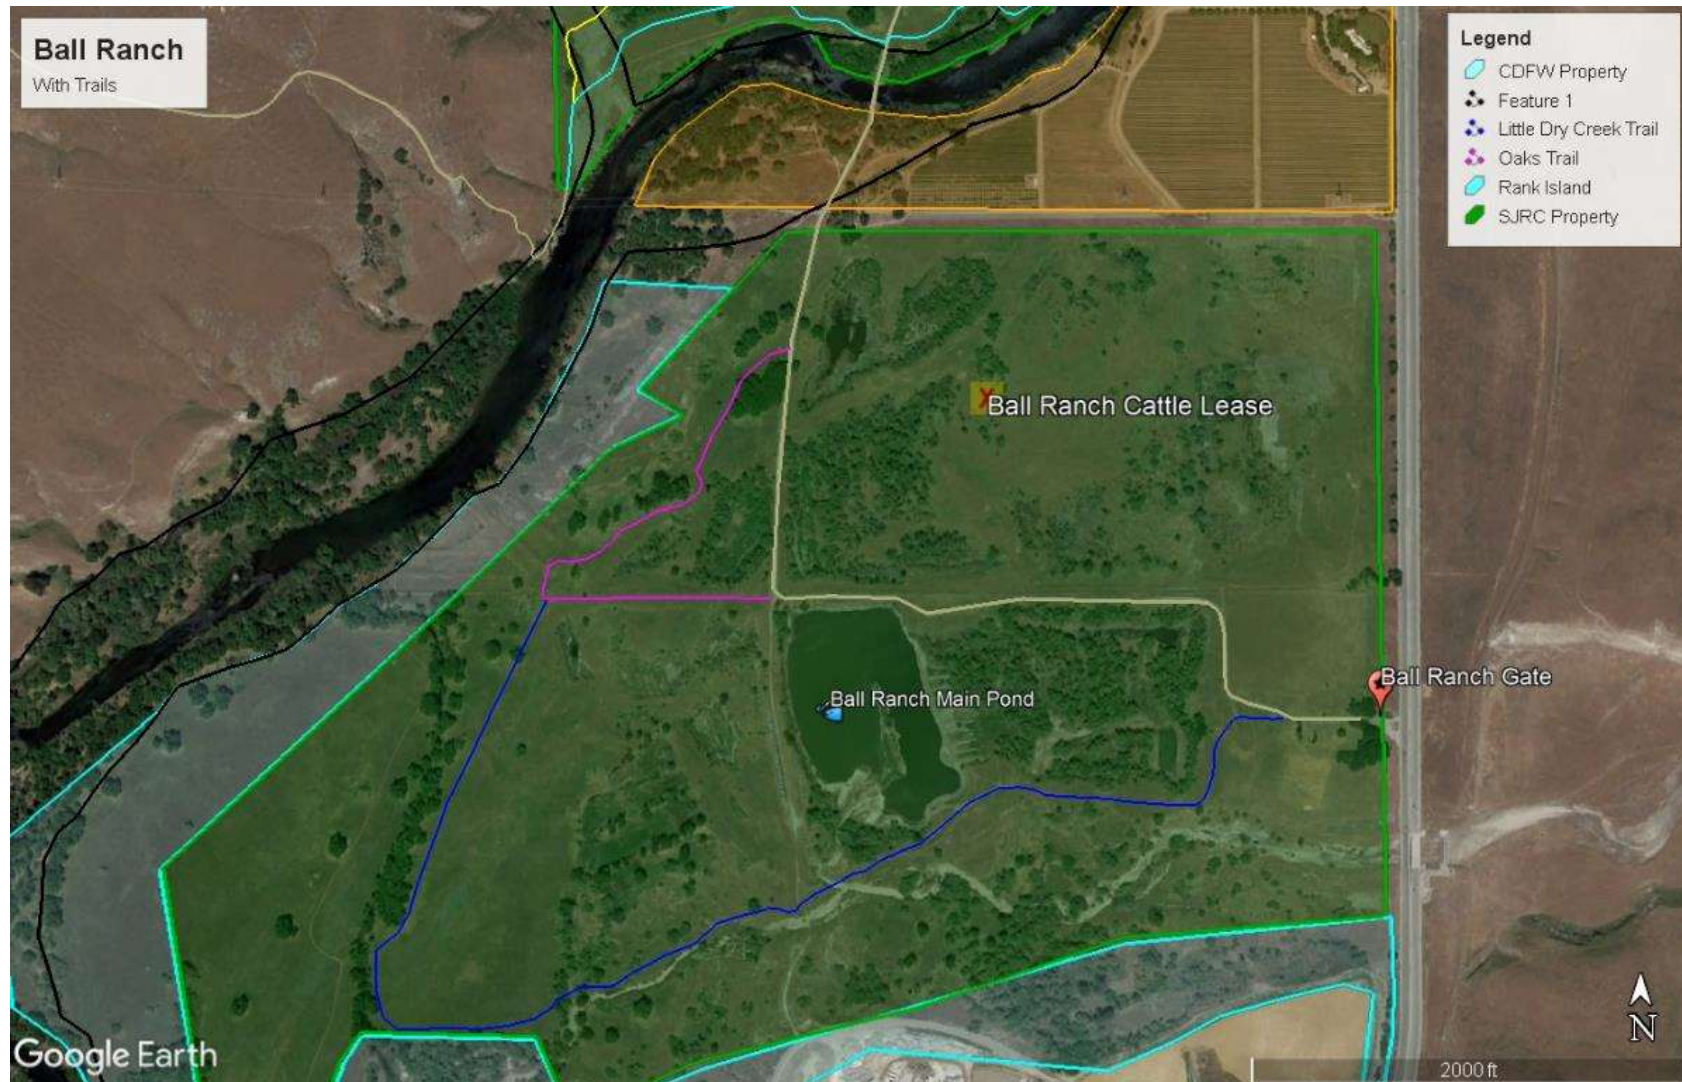 Ball Ranch
With Trails
Legend
CDFW Property
Feature 1
Little Dry Creek Trail
Oaks Trail
Rank Island
SJRC Property
X
Ball Ranch Cattle Lease
Ball Ranch Gate
Ball Ranch Main Pond
N
Google Earth
2000 ft